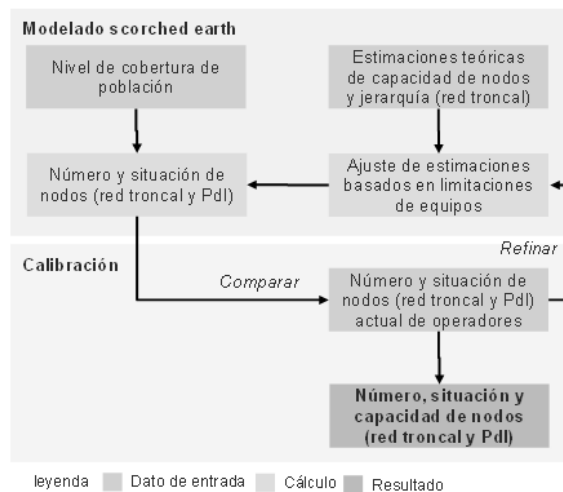 Modelado scorched earth
Nivel de cobertura de
población
Estimaciones teóricas
de capacidad de nodos
y jerarquía (red troncal)
Número y situación de
nodos (red troncal y PdI)
Ajuste de estimaciones
basados en limitaciones
de equipos
Refinar
Calibración
Comparar
Número y situación de
nodos (red troncal y PdI)
actual de operadores
Número, situación y
capacidad de nodos
(red troncal y PdI)
leyenda Dato de entrada Cálculo Resultado